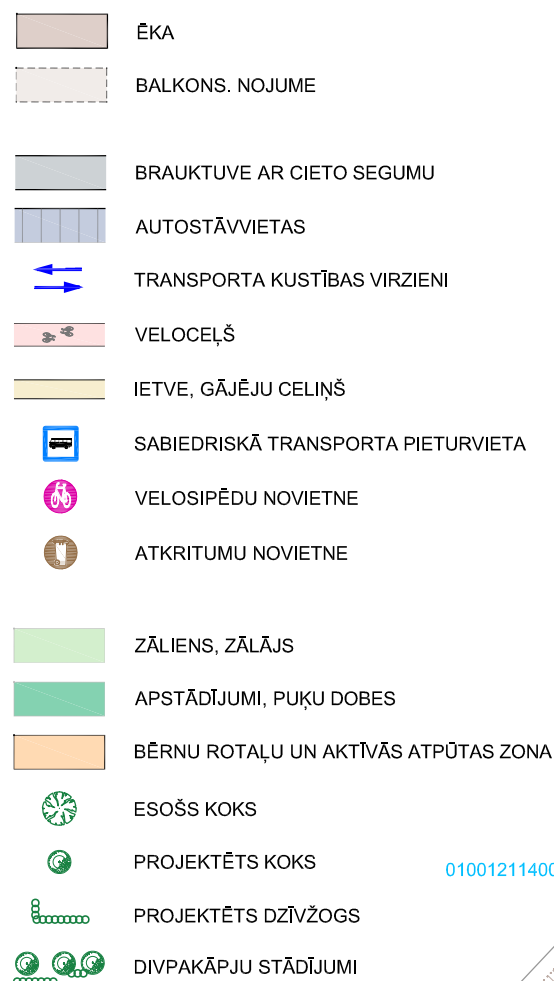 ĒKA
BALKONS. NOJUME
BRAUKTUVE AR CIETO SEGUMU
AUTOSTĀVVIETAS
TRANSPORTA KUSTĪBAS VIRZIENI
VELOCEĻŠ
IETVE, GĀJĒJU CELIŅŠ
SABIEDRISKĀ TRANSPORTA PIETURVIETA
VELOSIPĒDU NOVIETNE
ATKRITUMU NOVIETNE
ZĀLIENS, ZĀLĀJS
APSTĀDĪJUMI, PUĶU DOBES
BĒRNU ROTAĻU UN AKTĪVĀS ATPŪTAS ZONA
ESOŠS KOKS
PROJEKTĒTS KOKS
01001211400
PROJEKTĒTS DZĪVŽOGS
DIVPAKĀPJU STĀDĪJUMI